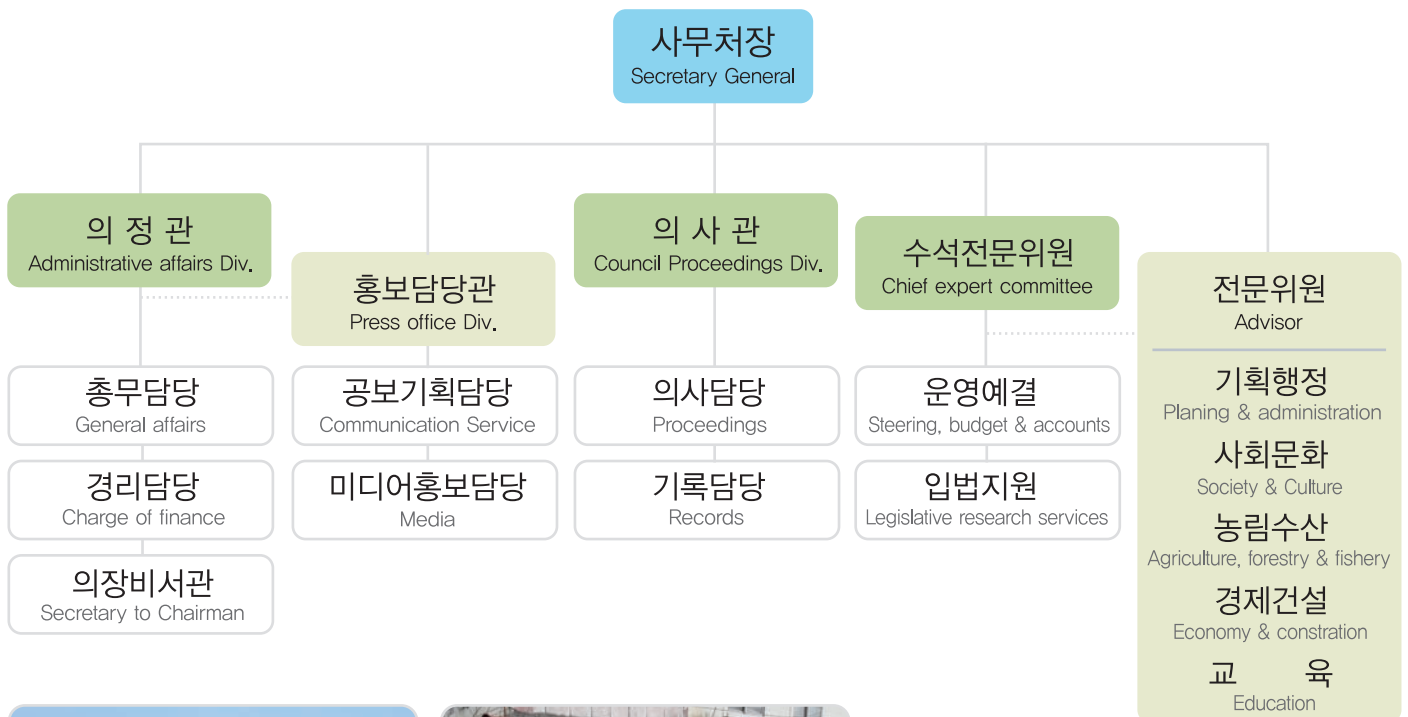 사무처장
Secretary General
의 정 관
Administrative affairs Div.
홍보담당관
Press office Div.
의 사 관
Council Proceedings Div.
수석전문위원
Chief expert committee
전문위원
Advisor
총무담당
General affairs
경리담당
Charge of finance
의장비서관
Secretary to Chairman
공보기획담당
Communication Service
미디어홍보담당
Media
의사담당
Proceedings
기록담당
Records
운영예결
Steering, budget & accounts
입법지원
Legislative research services
기획행정
Planing & administration
사회문화
Society & Culture
농림수산
Agriculture, forestry & fishery
경제건설
Economy & constration
교 육
Education